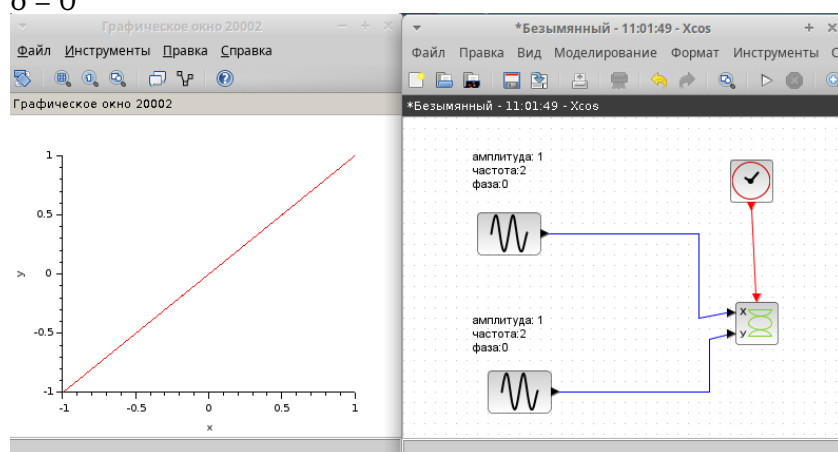 δ = 0
Графическое окно 20002
Файл Инструменты Правка Справка
Графическое окно 20002
1
0.5
0
-0.5
-1
y
-1 -0.5 0 0.5 1
x
*Безымянный - 11:01:49 - Xcos
Файл Правка Вид Моделирование Формат Инструменты
*Безымянный - 11:01:49 - Xcos
амплитуда: 1
частота:2
фаза:0
амплитуда: 1
частота:2
фаза:0
X
y